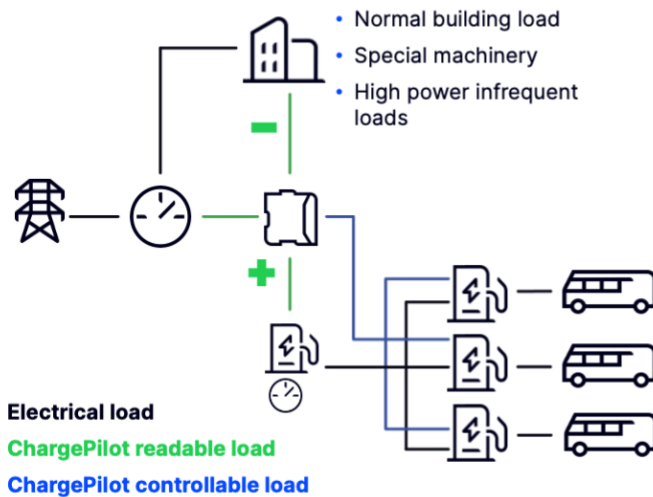 • Normal building load
• Special machinery
• High power infrequent
loads
Electrical load
ChargePilot readable load
ChargePilot controllable load